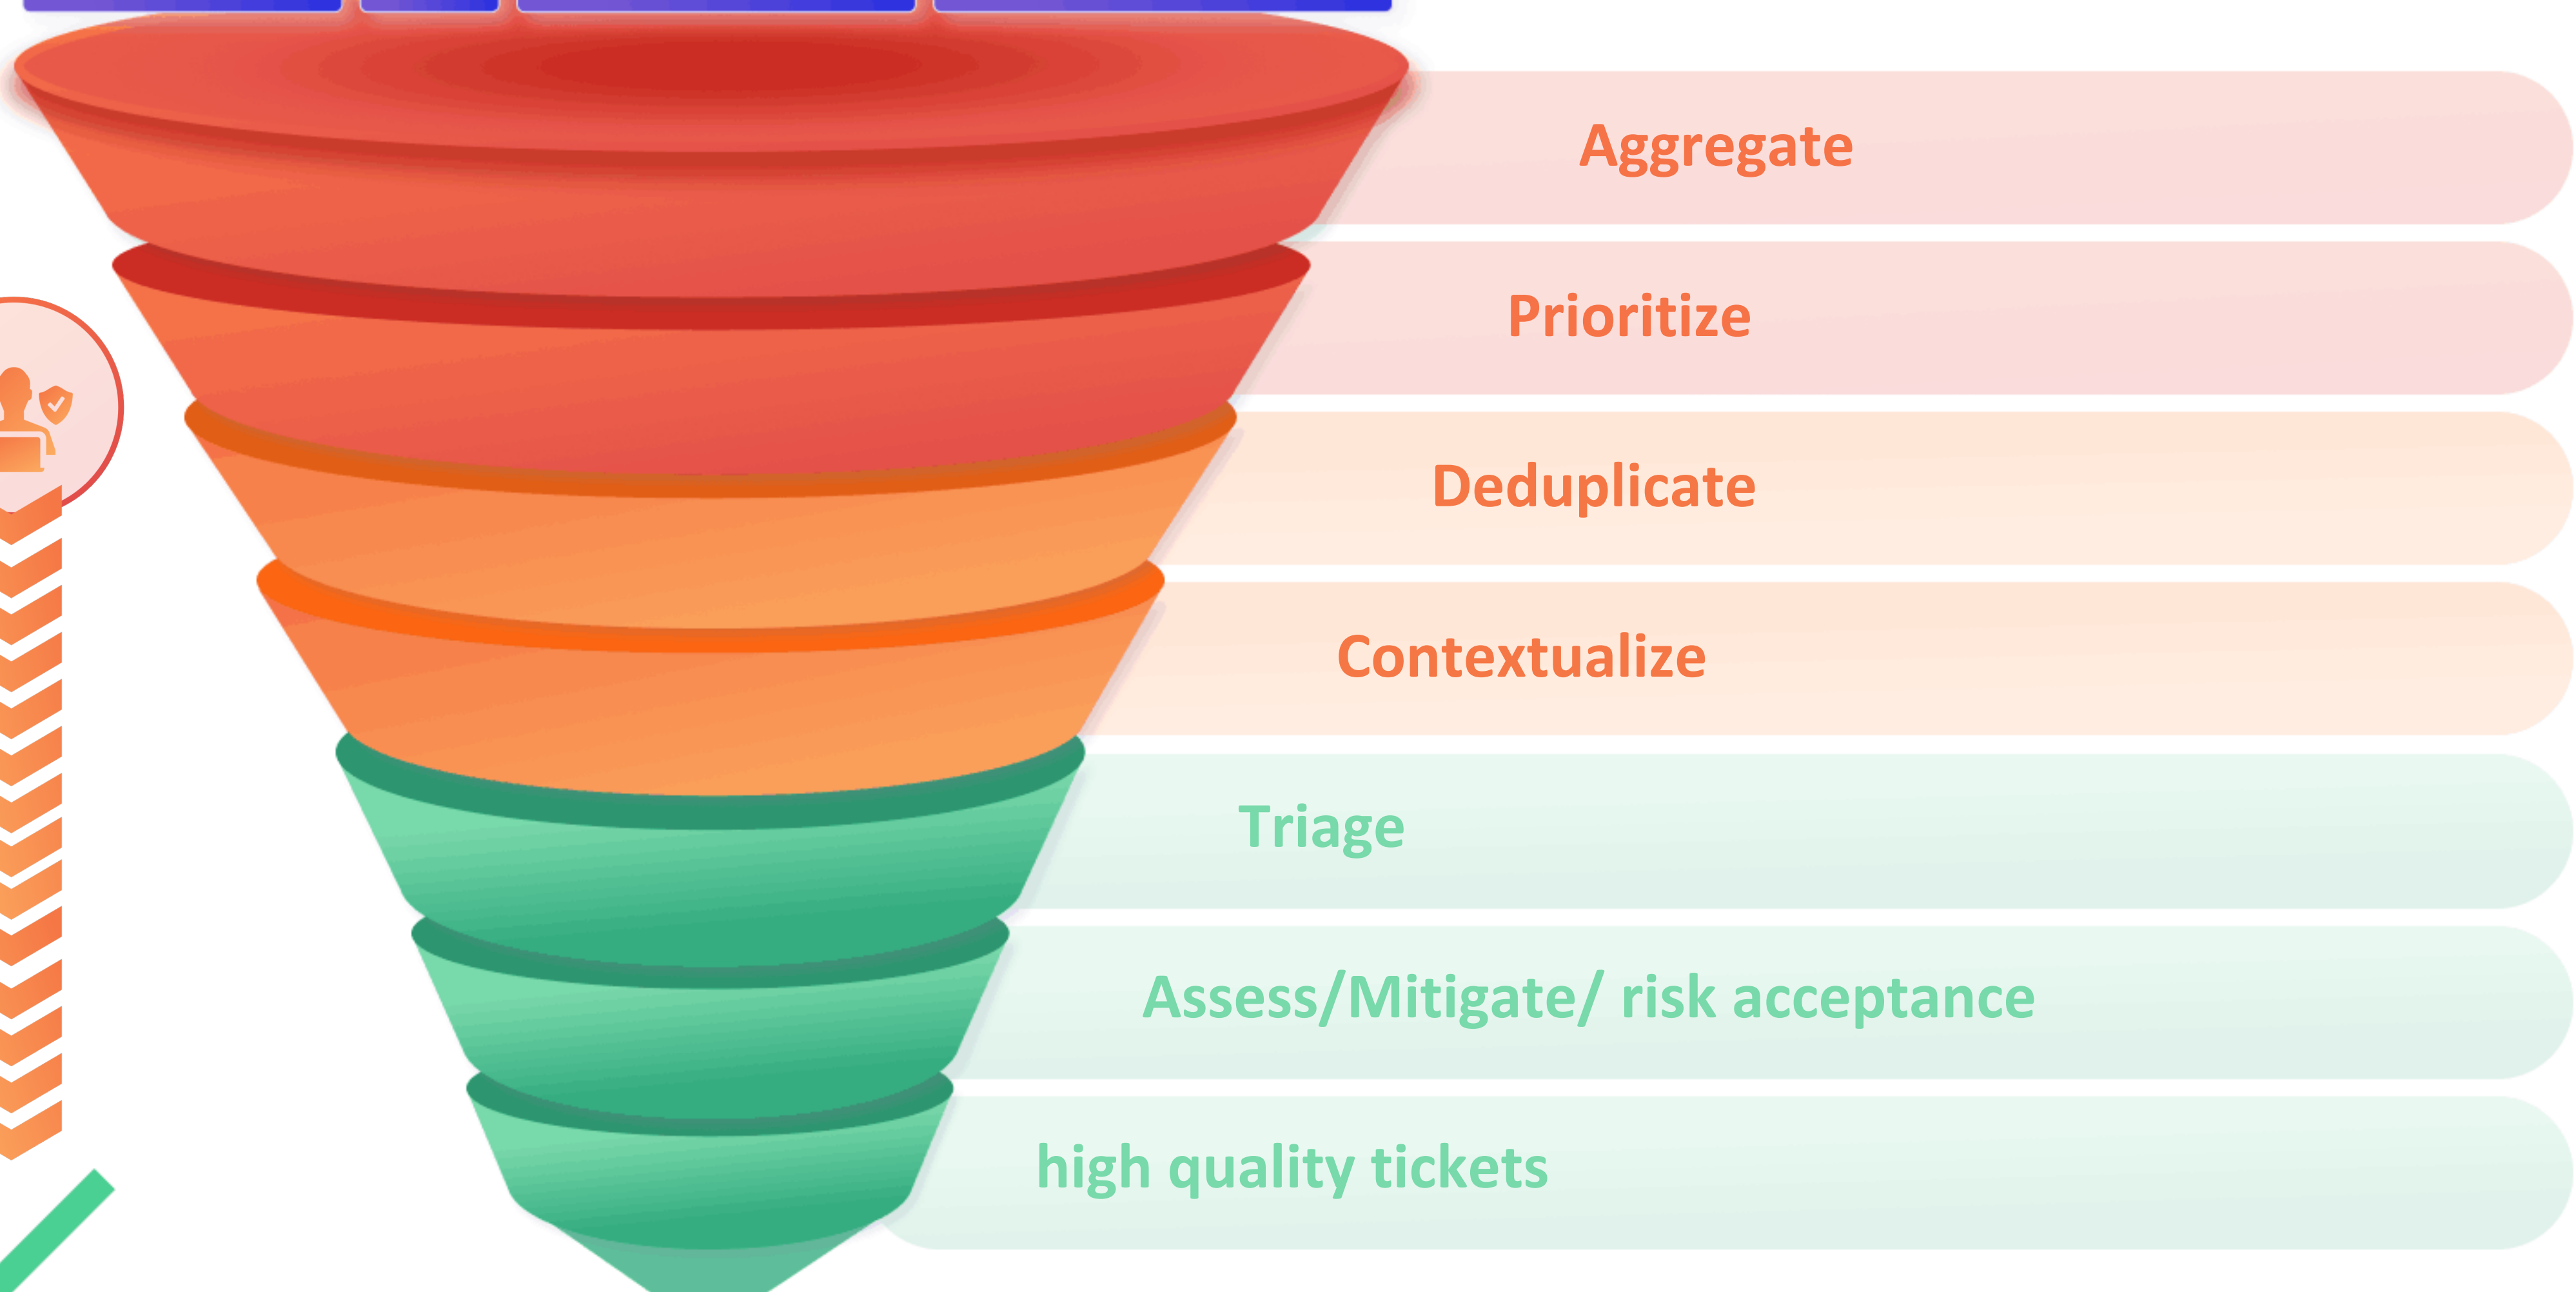 Aggregate
Prioritize
Deduplicate
Contextualize
Triage
Assess/Mitigate/ risk acceptance
high quality tickets